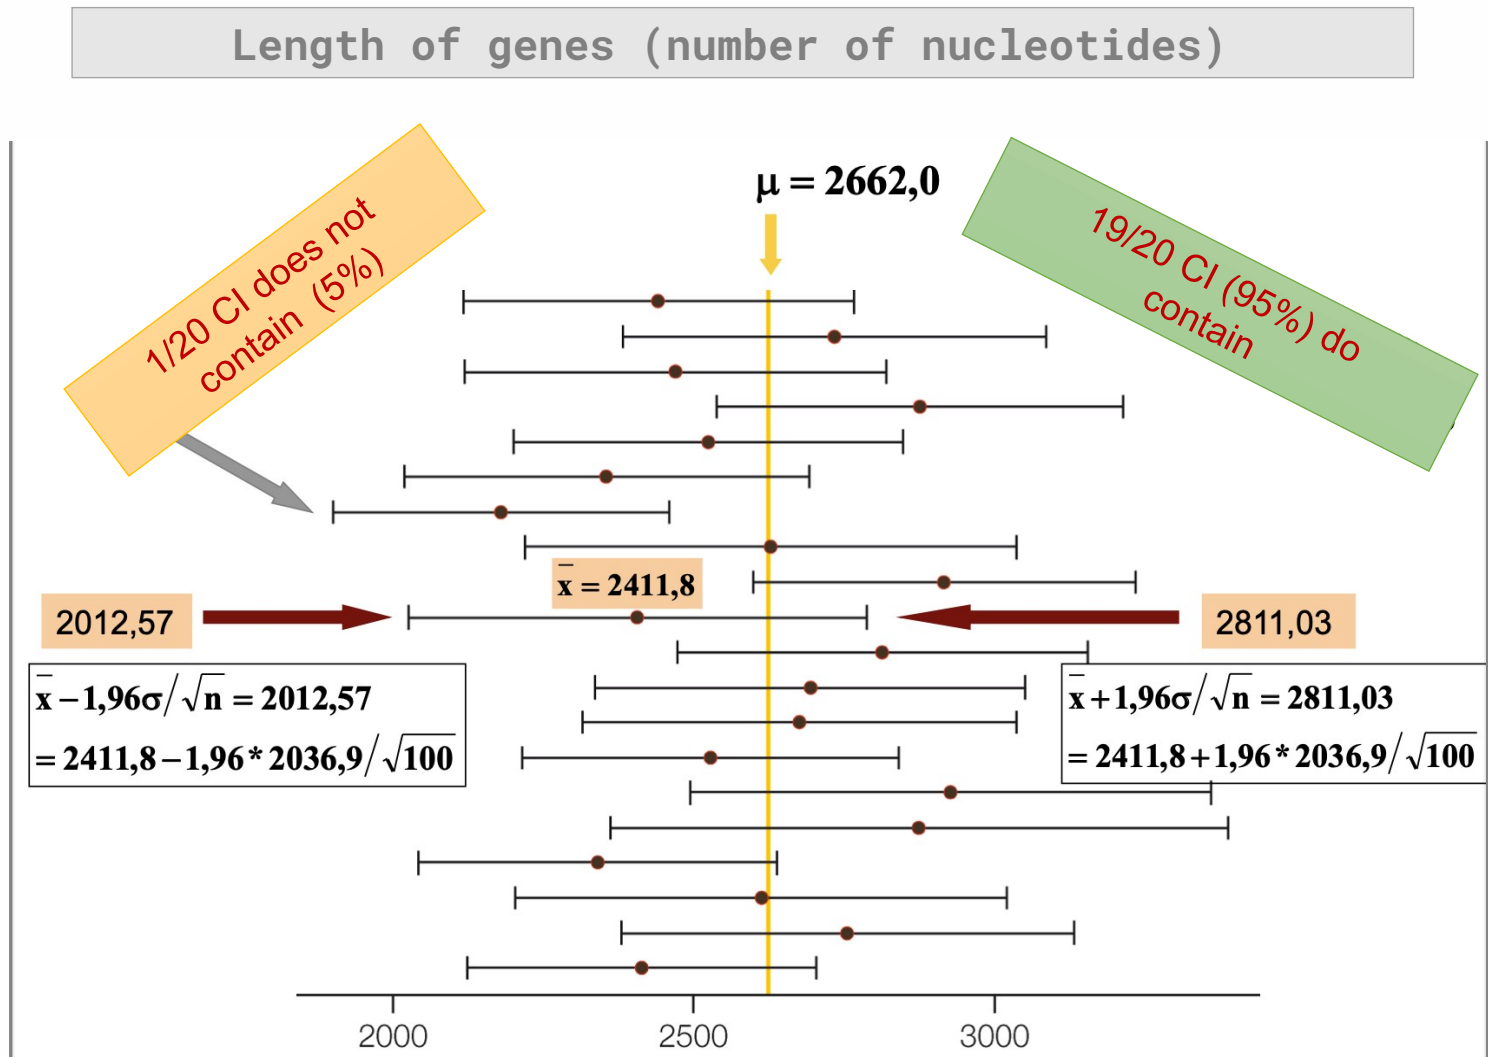 Length of genes (number of nucleotides)
μ = 2662,0
1/20 CI does not
contain (5%)
19/20 CI (95%) do
contain
x̅ = 2411,8
2012,57
2811,03
x̅ − 1,96σ/√n = 2012,57
= 2411,8 − 1,96 * 2036,9/√100
x̅ + 1,96σ/√n = 2811,03
= 2411,8 + 1,96 * 2036,9/√100
2000
2500
3000